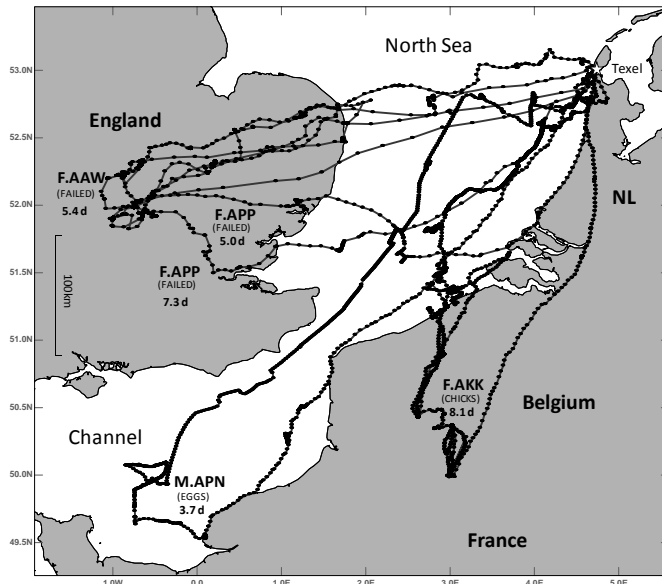 North Sea
53.0N
Texel
England
52.5N
F.AAW
(FAILED)
5.4 d
52.0N
F.APP
(FAILED)
5.0 d
NL
F.APP
(FAILED)
7.3 d
100km
51.5N
51.0N
F.AKK
(CHICKS)
8.1 d
50.5N
Belgium
Channel
50.0N
M.APN
(EGGS)
3.7 d
France
49.5N
1.0W
0.0
1.0E
2.0E
3.0E
4.0E
5.0E